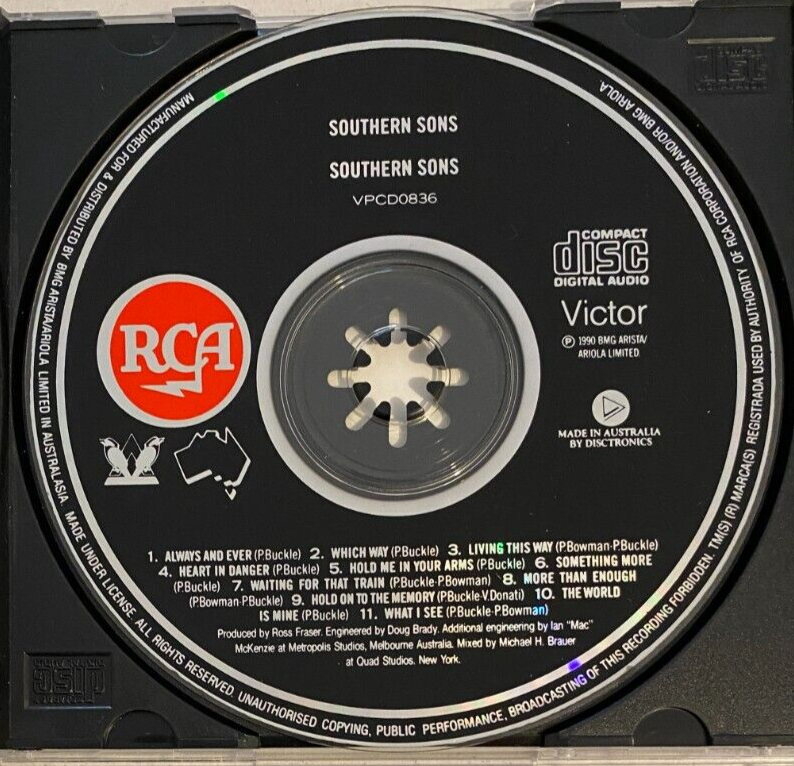 SOUTHERN SONS
SOUTHERN SONS
VPCD0836
COMPACT
disc
DIGITAL AUDIO
Victor
℗ 1990 BMG ARISTA/
ARIOLA LIMITED
RCA
MADE IN AUSTRALIA
BY DISCTRONICS
1. ALWAYS AND EVER (P.Buckle) 2. WHICH WAY (P.Buckle) 3. LIVING THIS WAY (P.Bowman-P.Buckle)
4. HEART IN DANGER (P.Buckle) 5. HOLD ME IN YOUR ARMS (P.Buckle) 6. SOMETHING MORE
(P.Buckle) 7. WAITING FOR THAT TRAIN (P.Buckle-P.Bowman) 8. MORE THAN ENOUGH
(P.Bowman-P.Buckle) 9. HOLD ON TO THE MEMORY (P.Buckle-V.Donati) 10. THE WORLD
IS MINE (P.Buckle) 11. WHAT I SEE (P.Buckle-P.Bowman)
Produced by Ross Fraser. Engineered by Doug Brady. Additional engineering by Ian "Mac"
McKenzie at Metropolis Studios, Melbourne Australia. Mixed by Michael H. Brauer
at Quad Studios. New York.
MANUFACTURED FOR & DISTRIBUTED BY BMG ARISTA/ARIOLA LIMITED IN AUSTRALASIA. MADE UNDER LICENSE. ALL RIGHTS RESERVED. UNAUTHORISED COPYING, PUBLIC PERFORMANCE, BROADCASTING OF THIS RECORDING FORBIDDEN. TM(S) (R) MARCA(S) REGISTRADA USED BY AUTHORITY OF RCA CORPORATION AND/OR BMG ARIOLA.
COMPACT
disc
disc